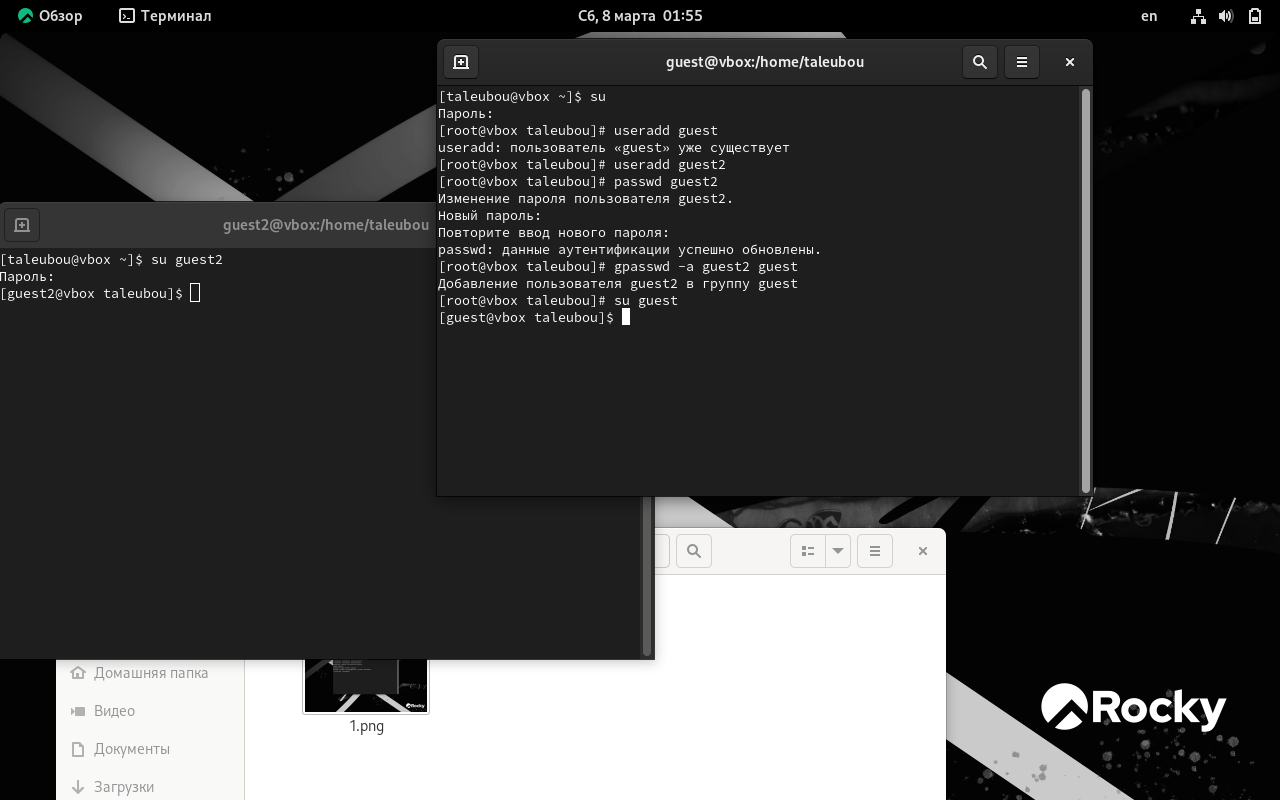 Обзор
Терминал
Сб, 8 марта 01:55
en
guest@vbox:/home/taleubou
[taleubou@vbox ~]$ su
Пароль:
[root@vbox taleubou]# useradd guest
useradd: пользователь «guest» уже существует
[root@vbox taleubou]# useradd guest2
[root@vbox taleubou]# passwd guest2
Изменение пароля пользователя guest2.
Новый пароль:
Повторите ввод нового пароля:
passwd: данные аутентификации успешно обновлены.
[root@vbox taleubou]# gpasswd -a guest2 guest
Добавление пользователя guest2 в группу guest
[root@vbox taleubou]# su guest
[guest@vbox taleubou]$
guest2@vbox:/home/taleubou
[taleubou@vbox ~]$ su guest2
Пароль:
[guest2@vbox taleubou]$
Домашняя папка
Видео
Документы
Загрузки
Rocky
1.png
Rocky